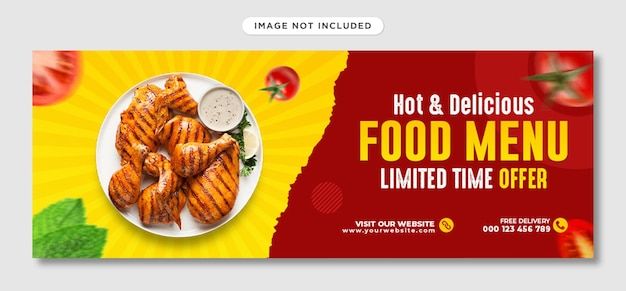 IMAGE NOT INCLUDED
Hot & Delicious
FOOD MENU
LIMITED TIME OFFER
VISIT OUR WEBSITE
www.yourwebsite.com
FREE DELIVERY
000 123 456 789